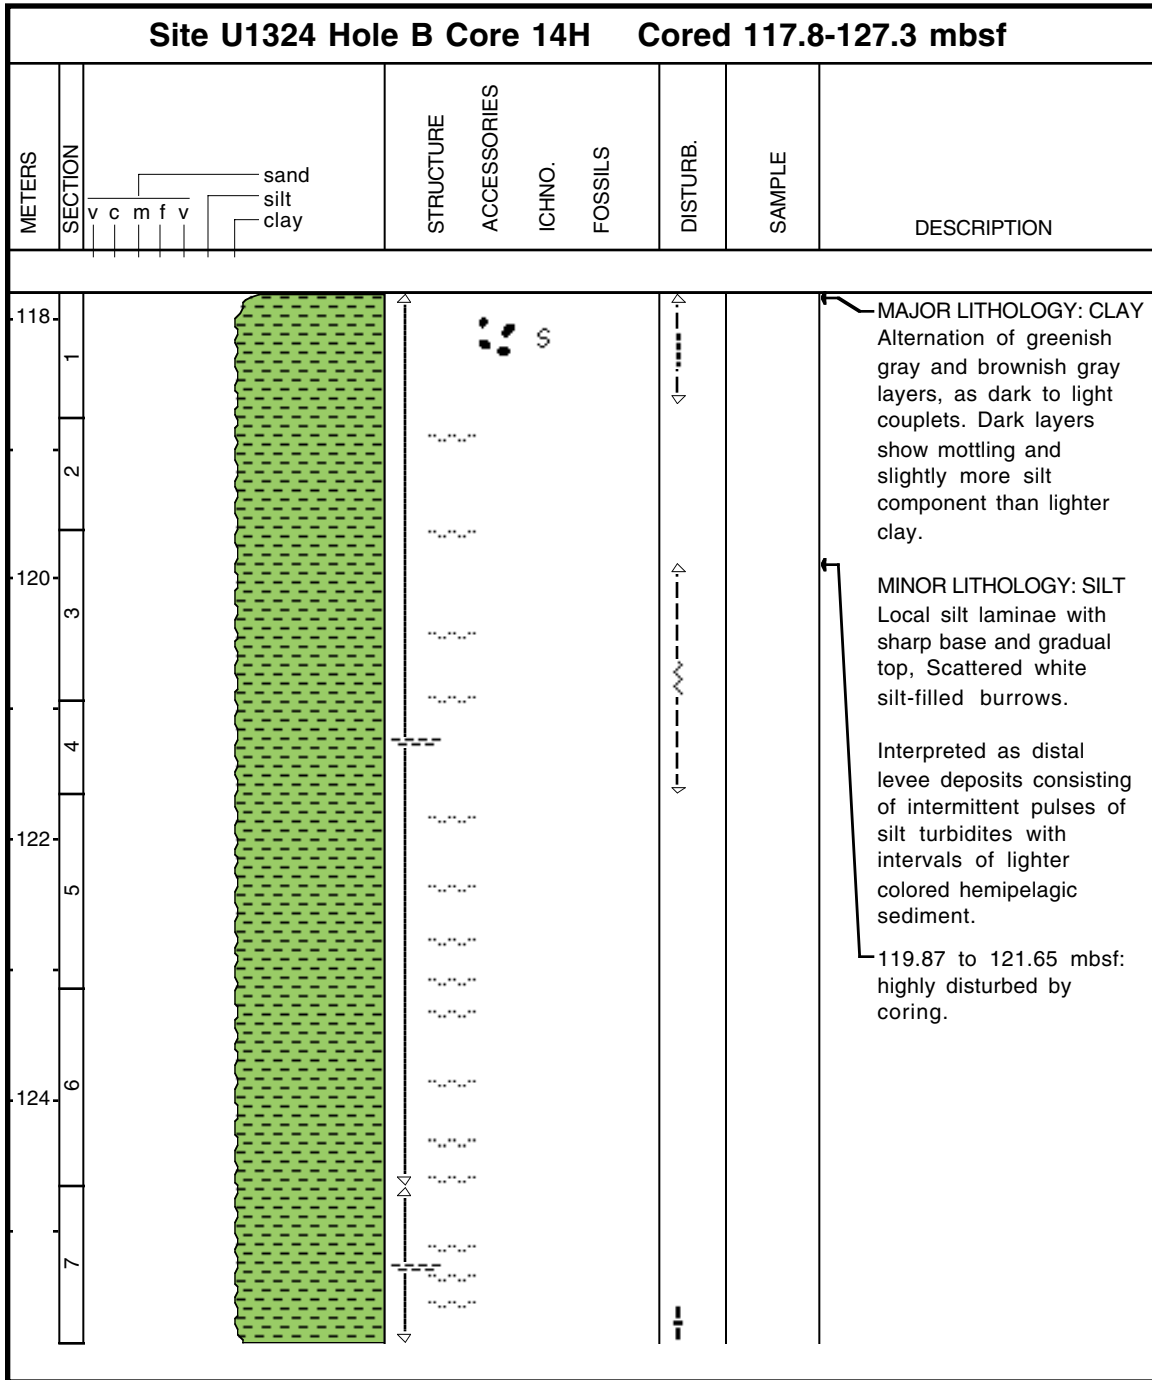 Site U1324 Hole B Core 14H Cored 117.8-127.3 mbsf
METERS
SECTION
v c m f v
sand
silt
clay
STRUCTURE
ACCESSORIES
ICHNO.
FOSSILS
DISTURB.
SAMPLE
DESCRIPTION
118
1
2
120
3
4
122
5
6
124
7
S
MAJOR LITHOLOGY: CLAY
Alternation of greenish
gray and brownish gray
layers, as dark to light
couplets. Dark layers
show mottling and
slightly more silt
component than lighter
clay.
MINOR LITHOLOGY: SILT
Local silt laminae with
sharp base and gradual
top, Scattered white
silt-filled burrows.
Interpreted as distal
levee deposits consisting
of intermittent pulses of
silt turbidites with
intervals of lighter
colored hemipelagic
sediment.
119.87 to 121.65 mbsf:
highly disturbed by
coring.